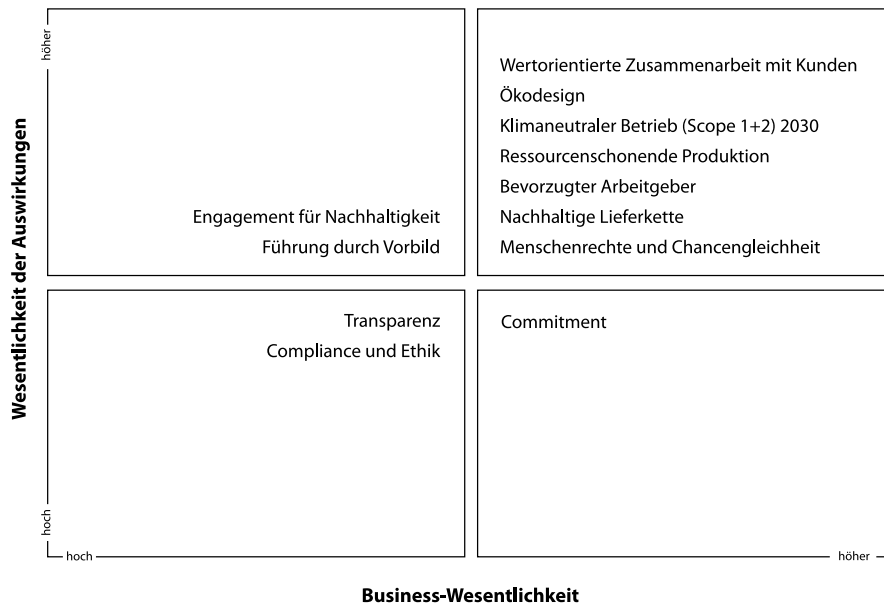 höher
Wesentlichkeit der Auswirkungen
hoch
Engagement für Nachhaltigkeit
Führung durch Vorbild
Wertorientierte Zusammenarbeit mit Kunden
Ökodesign
Klimaneutraler Betrieb (Scope 1+2) 2030
Ressourcenschonende Produktion
Bevorzugter Arbeitgeber
Nachhaltige Lieferkette
Menschenrechte und Chancengleichheit
Transparenz
Compliance und Ethik
Commitment
hoch
höher
Business-Wesentlichkeit